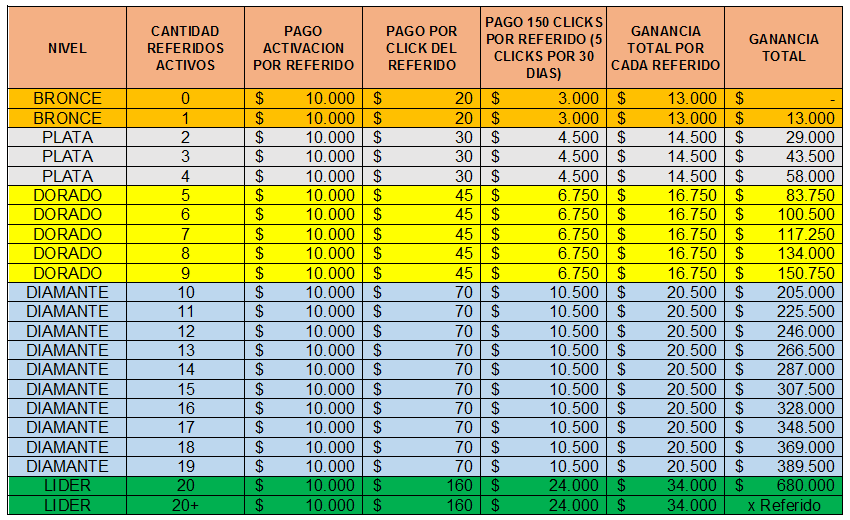 NIVEL CANTIDAD REFERIDOS ACTIVOS PAGO ACTIVACION POR REFERIDO PAGO POR CLICK DEL REFERIDO PAGO 150 CLICKS POR REFERIDO (5 CLICKS POR 30 DIAS) GANANCIA TOTAL POR CADA REFERIDO GANANCIA TOTAL
BRONCE 0 $ 10.000 $ 20 $ 3.000 $ 13.000 $ -
BRONCE 1 $ 10.000 $ 20 $ 3.000 $ 13.000 $ 13.000
PLATA 2 $ 10.000 $ 30 $ 4.500 $ 14.500 $ 29.000
PLATA 3 $ 10.000 $ 30 $ 4.500 $ 14.500 $ 43.500
PLATA 4 $ 10.000 $ 30 $ 4.500 $ 14.500 $ 58.000
DORADO 5 $ 10.000 $ 45 $ 6.750 $ 16.750 $ 83.750
DORADO 6 $ 10.000 $ 45 $ 6.750 $ 16.750 $ 100.500
DORADO 7 $ 10.000 $ 45 $ 6.750 $ 16.750 $ 117.250
DORADO 8 $ 10.000 $ 45 $ 6.750 $ 16.750 $ 134.000
DORADO 9 $ 10.000 $ 45 $ 6.750 $ 16.750 $ 150.750
DIAMANTE 10 $ 10.000 $ 70 $ 10.500 $ 20.500 $ 205.000
DIAMANTE 11 $ 10.000 $ 70 $ 10.500 $ 20.500 $ 225.500
DIAMANTE 12 $ 10.000 $ 70 $ 10.500 $ 20.500 $ 246.000
DIAMANTE 13 $ 10.000 $ 70 $ 10.500 $ 20.500 $ 266.500
DIAMANTE 14 $ 10.000 $ 70 $ 10.500 $ 20.500 $ 287.000
DIAMANTE 15 $ 10.000 $ 70 $ 10.500 $ 20.500 $ 307.500
DIAMANTE 16 $ 10.000 $ 70 $ 10.500 $ 20.500 $ 328.000
DIAMANTE 17 $ 10.000 $ 70 $ 10.500 $ 20.500 $ 348.500
DIAMANTE 18 $ 10.000 $ 70 $ 10.500 $ 20.500 $ 369.000
DIAMANTE 19 $ 10.000 $ 70 $ 10.500 $ 20.500 $ 389.500
LIDER 20 $ 10.000 $ 160 $ 24.000 $ 34.000 $ 680.000
LIDER 20+ $ 10.000 $ 160 $ 24.000 $ 34.000 x Referido